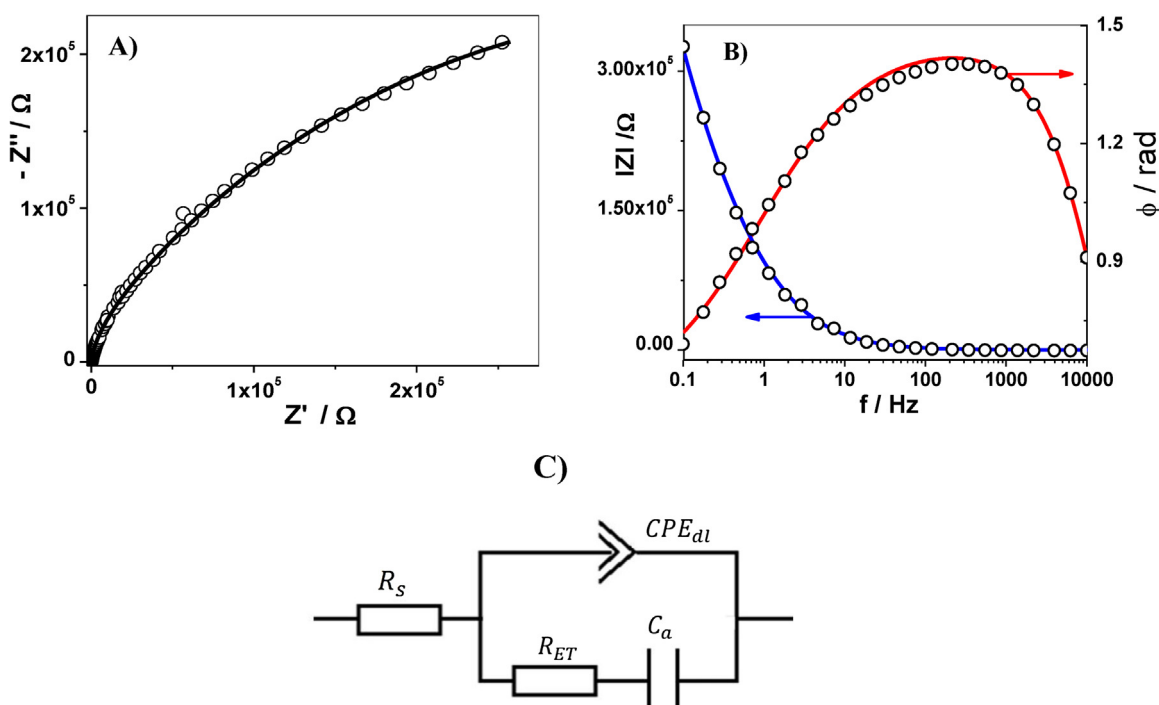 A)
2x10⁵
1x10⁵
0
- Z'' / Ω
0
1x10⁵
2x10⁵
Z' / Ω
B)
3.00x10⁵
1.50x10⁵
0.00
IZI /Ω
1.5
1.2
0.9
ϕ / rad
0.1
1
10
100
1000
10000
f / Hz
C)
CPE_dl
R_s
R_ET
C_a